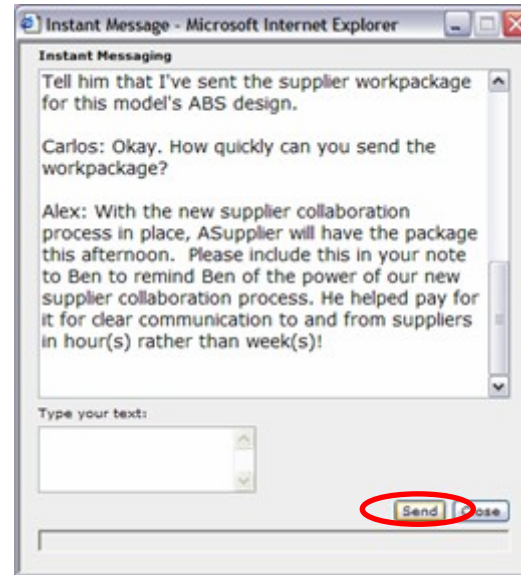 Instant Message - Microsoft Internet Explorer
Instant Messaging
Tell him that I've sent the supplier workpackage
for this model's ABS design.
Carlos: Okay. How quickly can you send the
workpackage?
Alex: With the new supplier collaboration
process in place, ASupplier will have the package
this afternoon.  Please include this in your note
to Ben to remind Ben of the power of our new
supplier collaboration process. He helped pay for
it for clear communication to and from suppliers
in hour(s) rather than week(s)!
Type your text:
Send Close